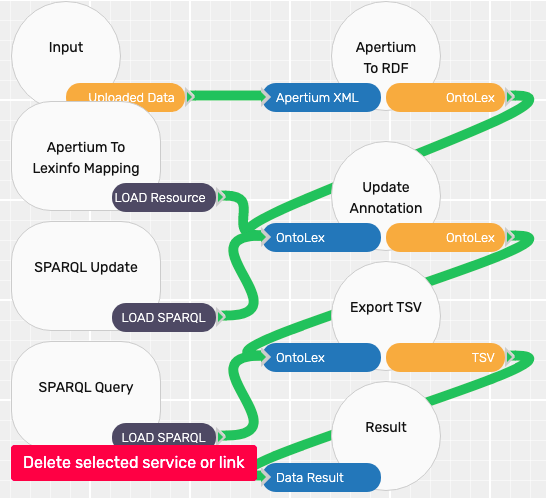 Input
Uploaded Data
Apertium XML
Apertium
To RDF
OntoLex
Apertium To
Lexinfo Mapping
LOAD Resource
Update
Annotation
OntoLex
OntoLex
SPARQL Update
LOAD SPARQL
Export TSV
OntoLex
TSV
SPARQL Query
LOAD SPARQL
Result
Data Result
Delete selected service or link